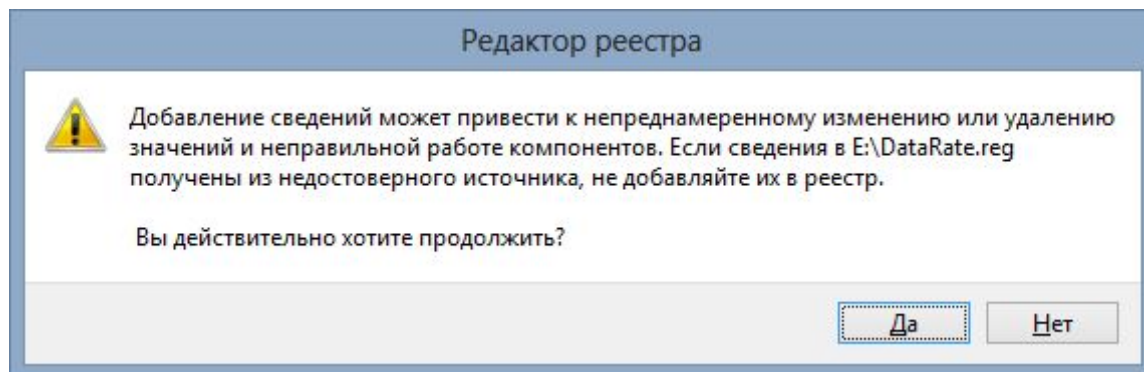 Редактор реестра
Добавление сведений может привести к непреднамеренному изменению или удалению
значений и неправильной работе компонентов. Если сведения в E:\DataRate.reg
получены из недостоверного источника, не добавляйте их в реестр.
Вы действительно хотите продолжить?
Да
Нет